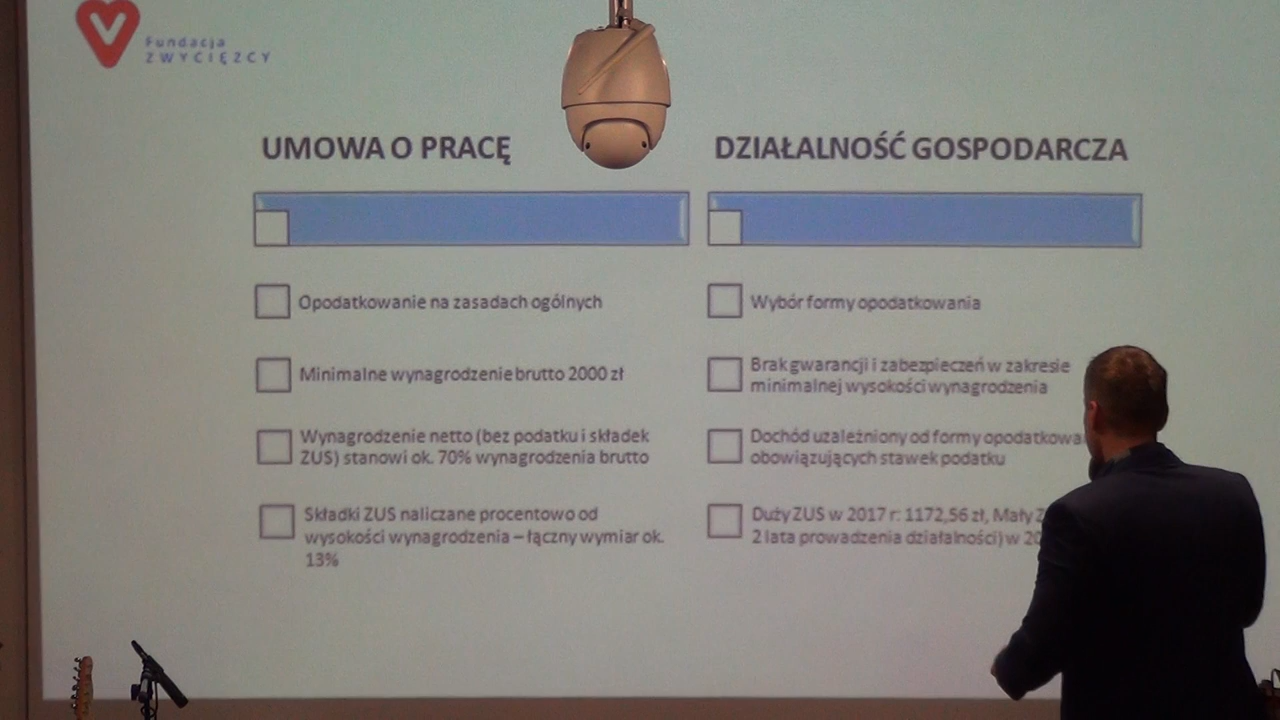 Fundacja
ZWYCIĘZCY
UMOWA O PRACĘ
Opodatkowanie na zasadach ogólnych
Minimalne wynagrodzenie brutto 2000 zł
Wynagrodzenie netto (bez podatku i składek
ZUS) stanowi ok. 70% wynagrodzenia brutto
Składki ZUS naliczane procentowo od
wysokości wynagrodzenia – łączny wymiar ok.
13%
DZIAŁALNOŚĆ GOSPODARCZA
Wybór formy opodatkowania
Brak gwarancji i zabezpieczeń w zakresie
minimalnej wysokości wynagrodzenia
Dochód uzależniony od formy
obowiązujących stawek podatku
Duży ZUS w 2017 r: 1172,56 zł, Mały
2 lata prowadzenia działalności) w